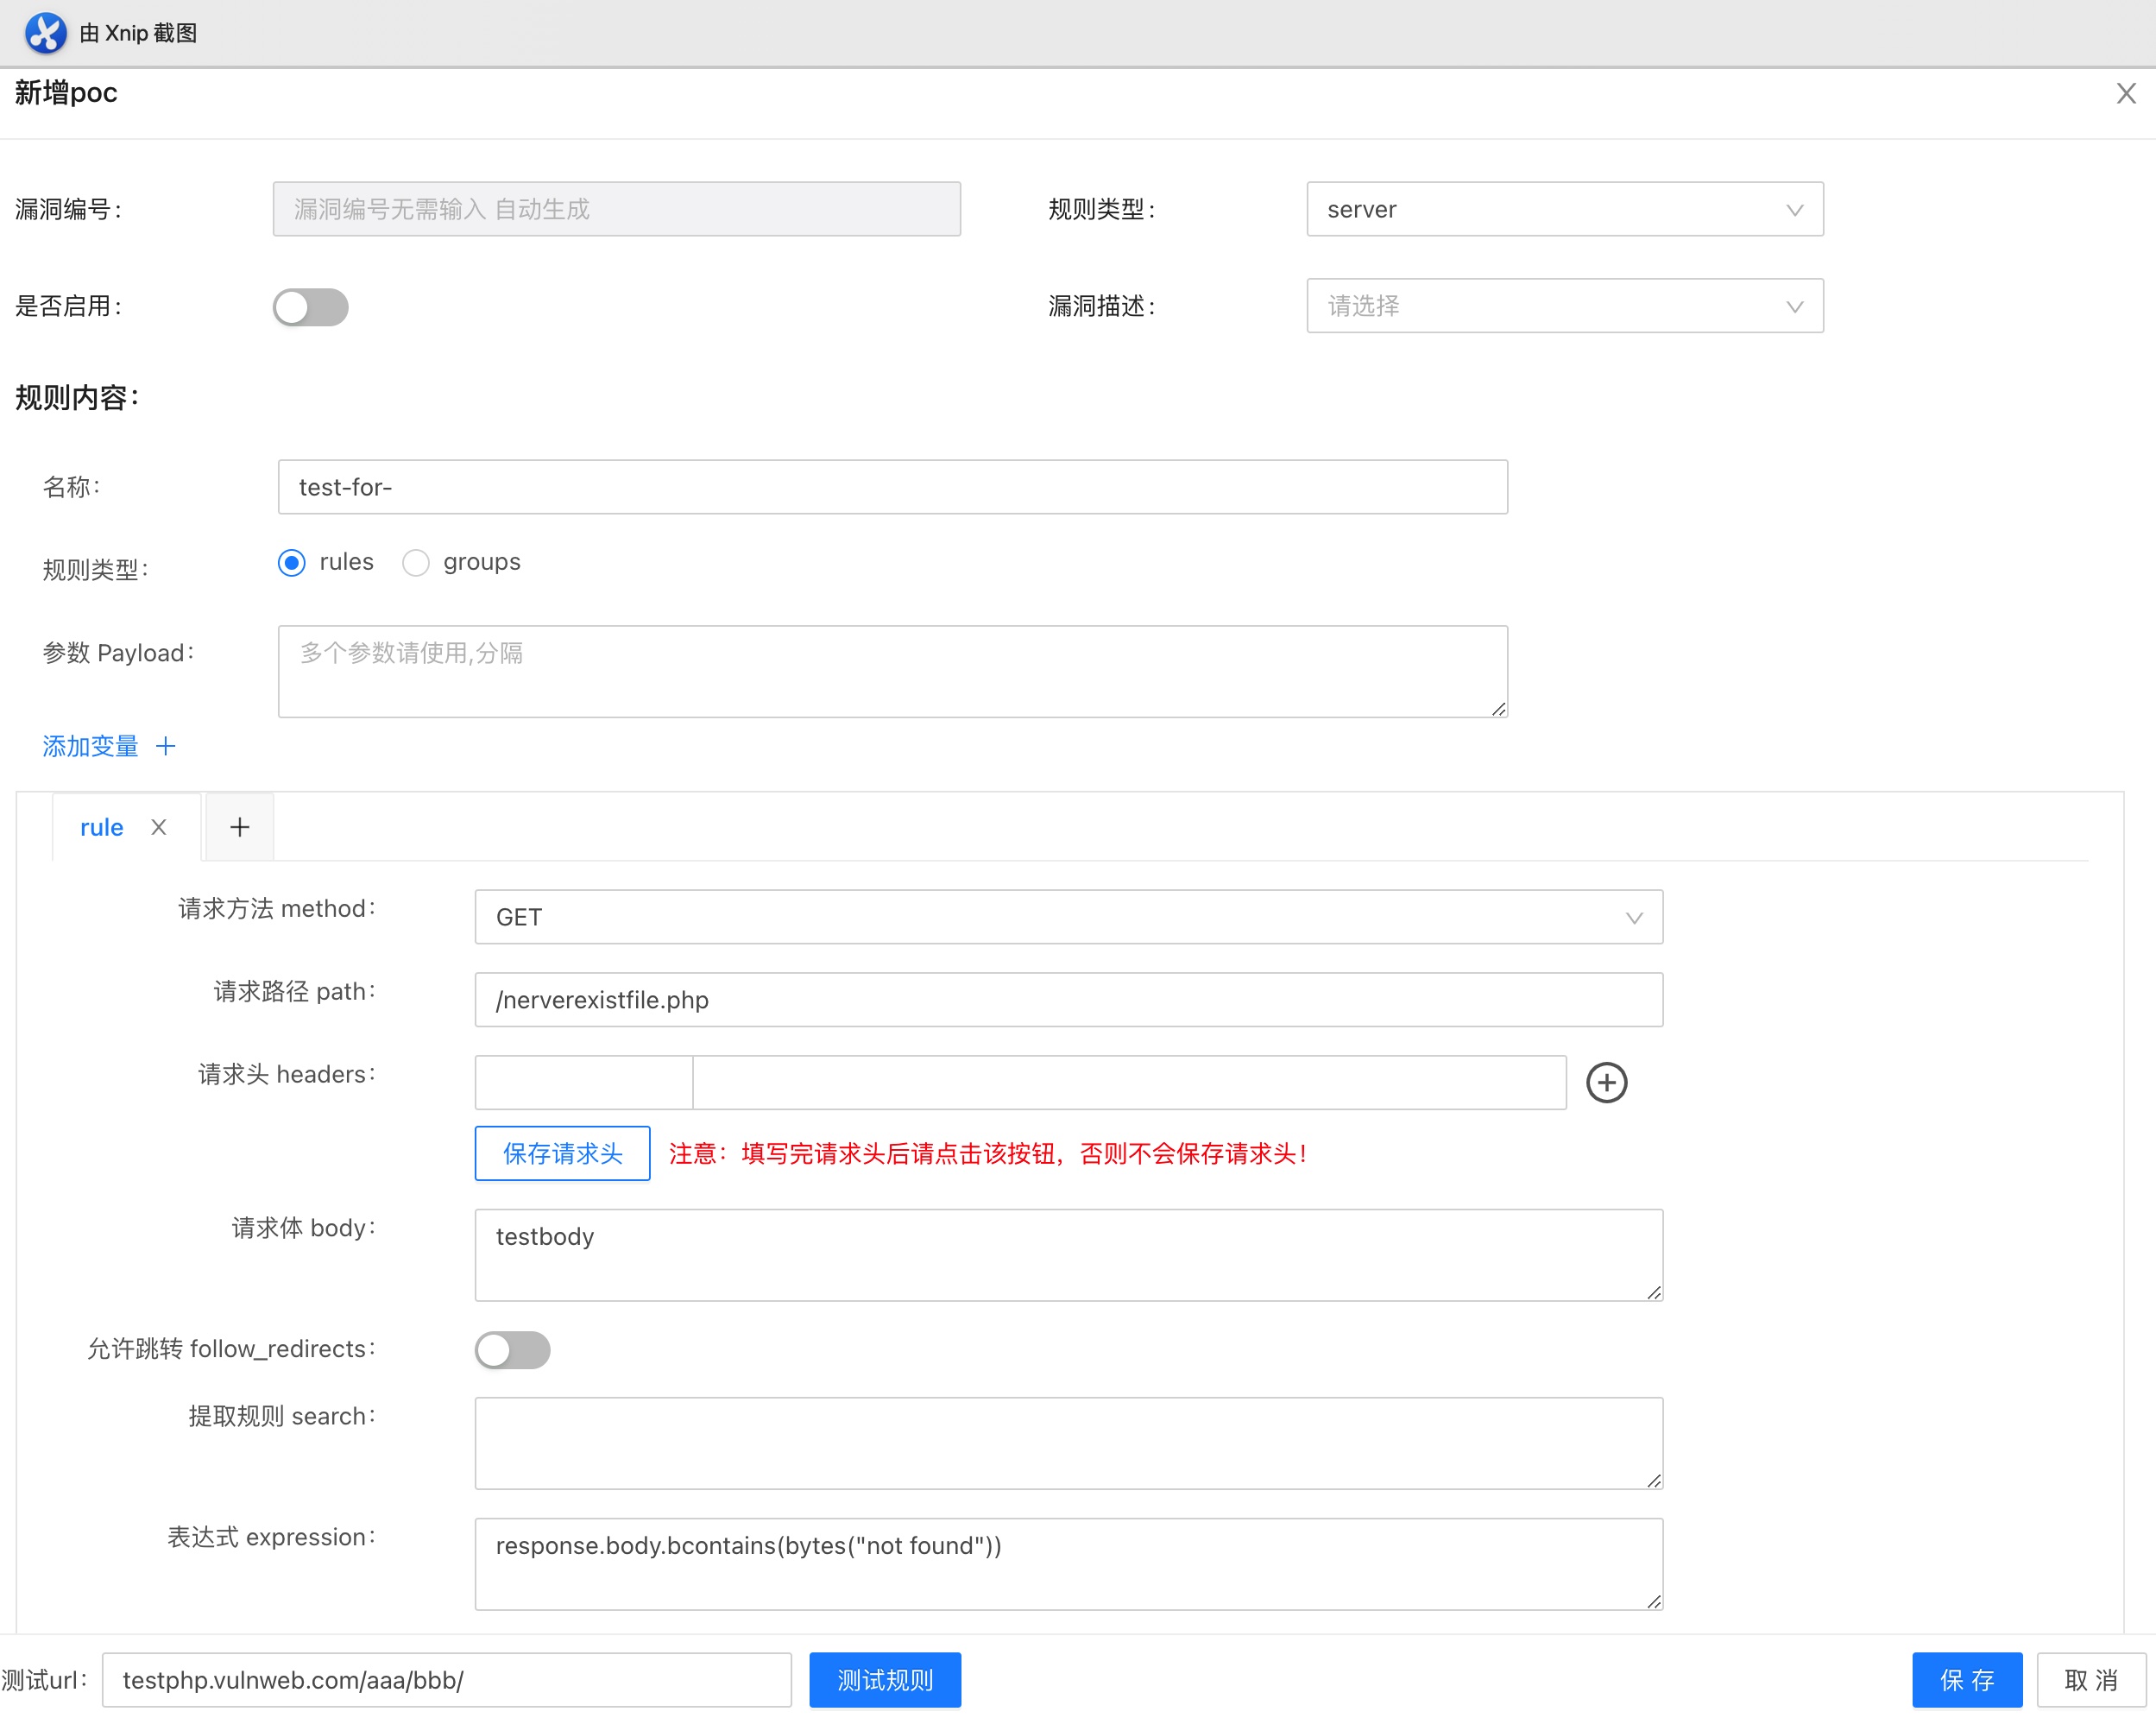 由 Xnip 截图
新增poc
漏洞编号: 漏洞编号无需输入 自动生成 规则类型: server
是否启用: 漏洞描述: 请选择
规则内容:
名称: test-for-
规则类型: rules groups
参数 Payload: 多个参数请使用,分隔
添加变量 +
rule X +
请求方法 method: GET
请求路径 path: /nerverexistfile.php
请求头 headers:
保存请求头 注意：填写完请求头后请点击该按钮，否则不会保存请求头！
请求体 body: testbody
允许跳转 follow_redirects:
提取规则 search:
表达式 expression: response.body.bcontains(bytes("not found"))
测试url: testphp.vulnweb.com/aaa/bbb/ 测试规则 保 存 取 消